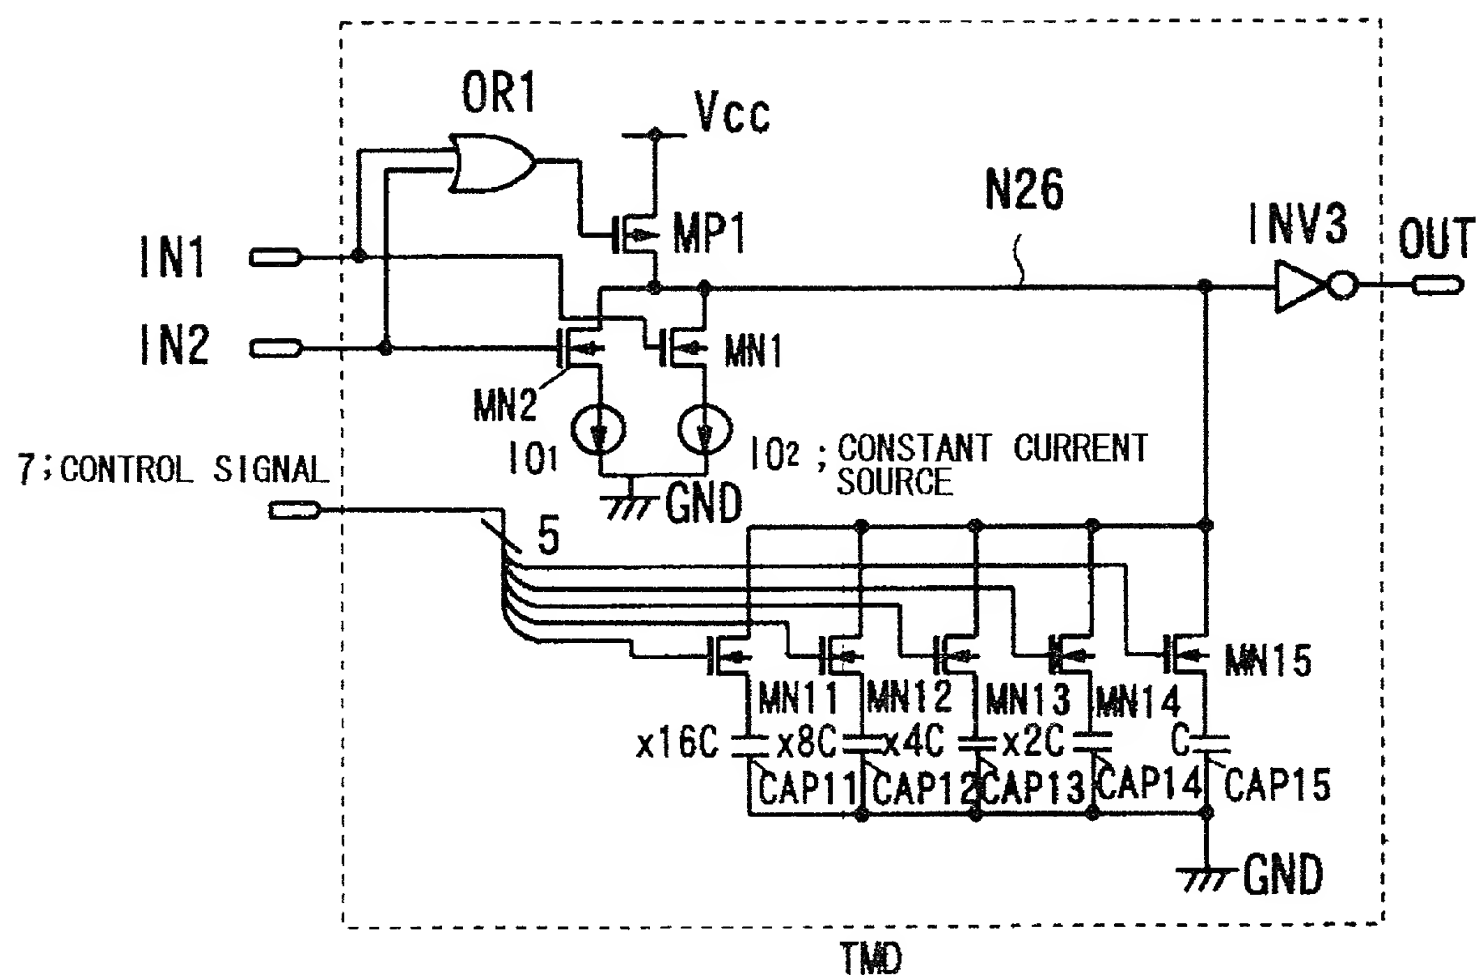 OR1
Vcc
N26
INV3
OUT
MP1
IN1
IN2
MN1
MN2
IO1
IO2 ; CONSTANT CURRENT
SOURCE
7;CONTROL SIGNAL
GND
5
MN11
MN12
MN13
MN14
MN15
x16C
x8C
x4C
x2C
C
CAP11
CAP12
CAP13
CAP14
CAP15
GND
TMD